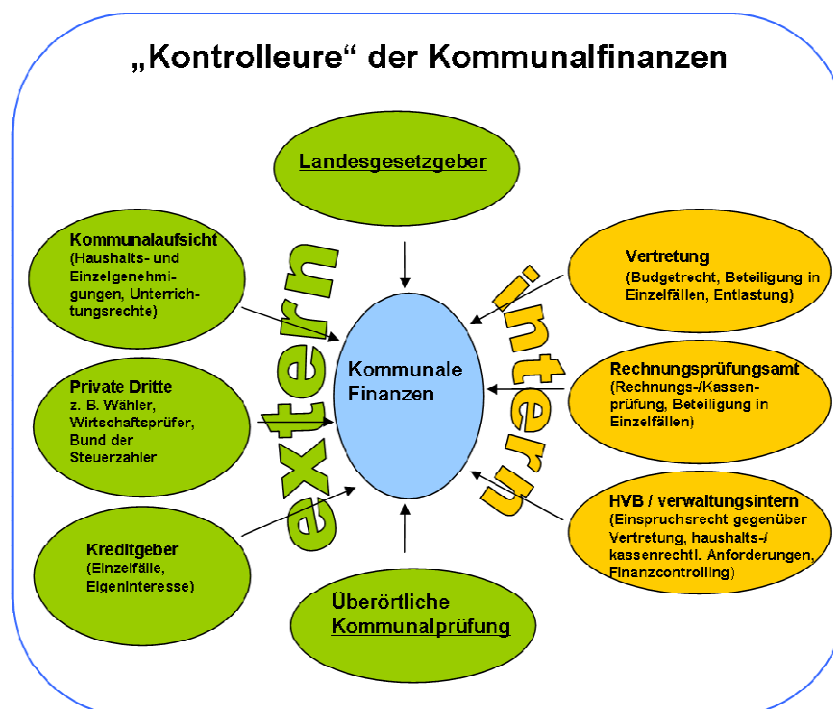 „Kontrolleure“ der Kommunalfinanzen
Landesgesetzgeber
Kommunalaufsicht
(Haushalts- und
Einzelgenehmi-
gungen, Unterrich-
tungsrechte)
Private Dritte
z. B. Wähler,
Wirtschaftsprüfer,
Bund der
Steuerzahler
Kreditgeber
(Einzelfälle,
Eigeninteresse)
extern
Kommunale
Finanzen
intern
Vertretung
(Budgetrecht, Beteiligung in
Einzelfällen, Entlastung)
Rechnungsprüfungsamt
(Rechnungs-/Kassen-
prüfung, Beteiligung in
Einzelfällen)
HVB / verwaltungsintern
(Einspruchsrecht gegenüber
Vertretung, haushalts-/
kassenrechtl. Anforderungen,
Finanzcontrolling)
Überörtliche
Kommunalprüfung